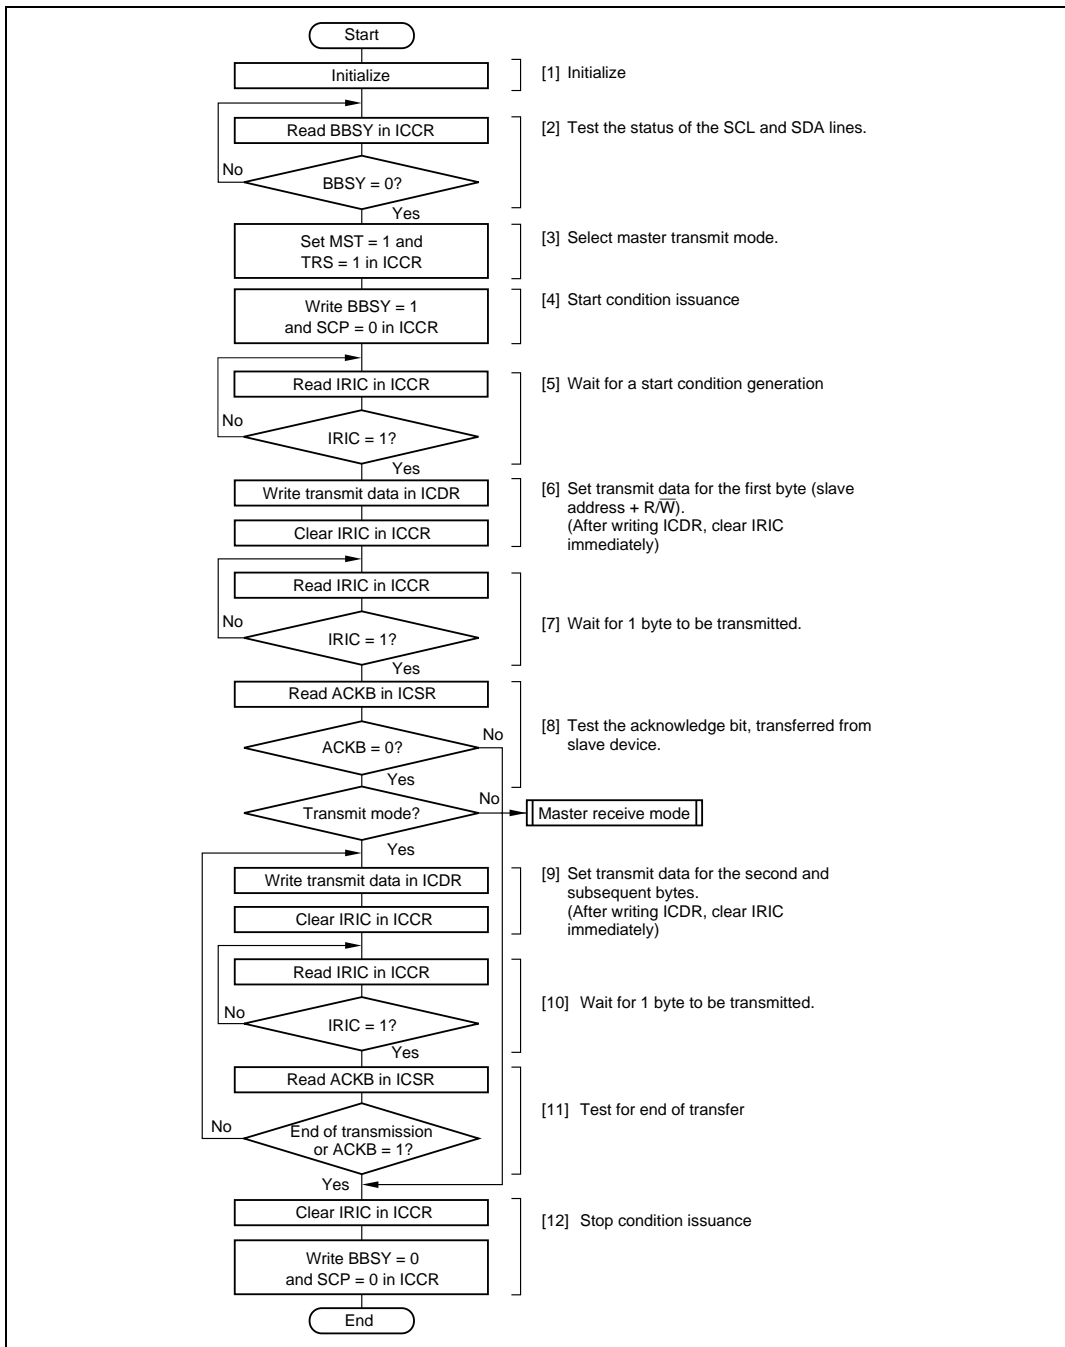 Start
Initialize
[1] Initialize
Read BBSY in ICCR
[2] Test the status of the SCL and SDA lines.
No
BBSY = 0?
Yes
Set MST = 1 and
TRS = 1 in ICCR
[3] Select master transmit mode.
Write BBSY = 1
and SCP = 0 in ICCR
[4] Start condition issuance
Read IRIC in ICCR
[5] Wait for a start condition generation
No
IRIC = 1?
Yes
Write transmit data in ICDR
[6] Set transmit data for the first byte (slave
address + R/W̅).
(After writing ICDR, clear IRIC
immediately)
Clear IRIC in ICCR
Read IRIC in ICCR
No
IRIC = 1?
[7] Wait for 1 byte to be transmitted.
Yes
Read ACKB in ICSR
[8] Test the acknowledge bit, transferred from
slave device.
No
ACKB = 0?
Yes
Transmit mode?
No
Master receive mode
Yes
Write transmit data in ICDR
[9] Set transmit data for the second and
subsequent bytes.
(After writing ICDR, clear IRIC
immediately)
Clear IRIC in ICCR
Read IRIC in ICCR
[10] Wait for 1 byte to be transmitted.
No
IRIC = 1?
Yes
Read ACKB in ICSR
[11] Test for end of transfer
No
End of transmission
or ACKB = 1?
Yes
Clear IRIC in ICCR
[12] Stop condition issuance
Write BBSY = 0
and SCP = 0 in ICCR
End